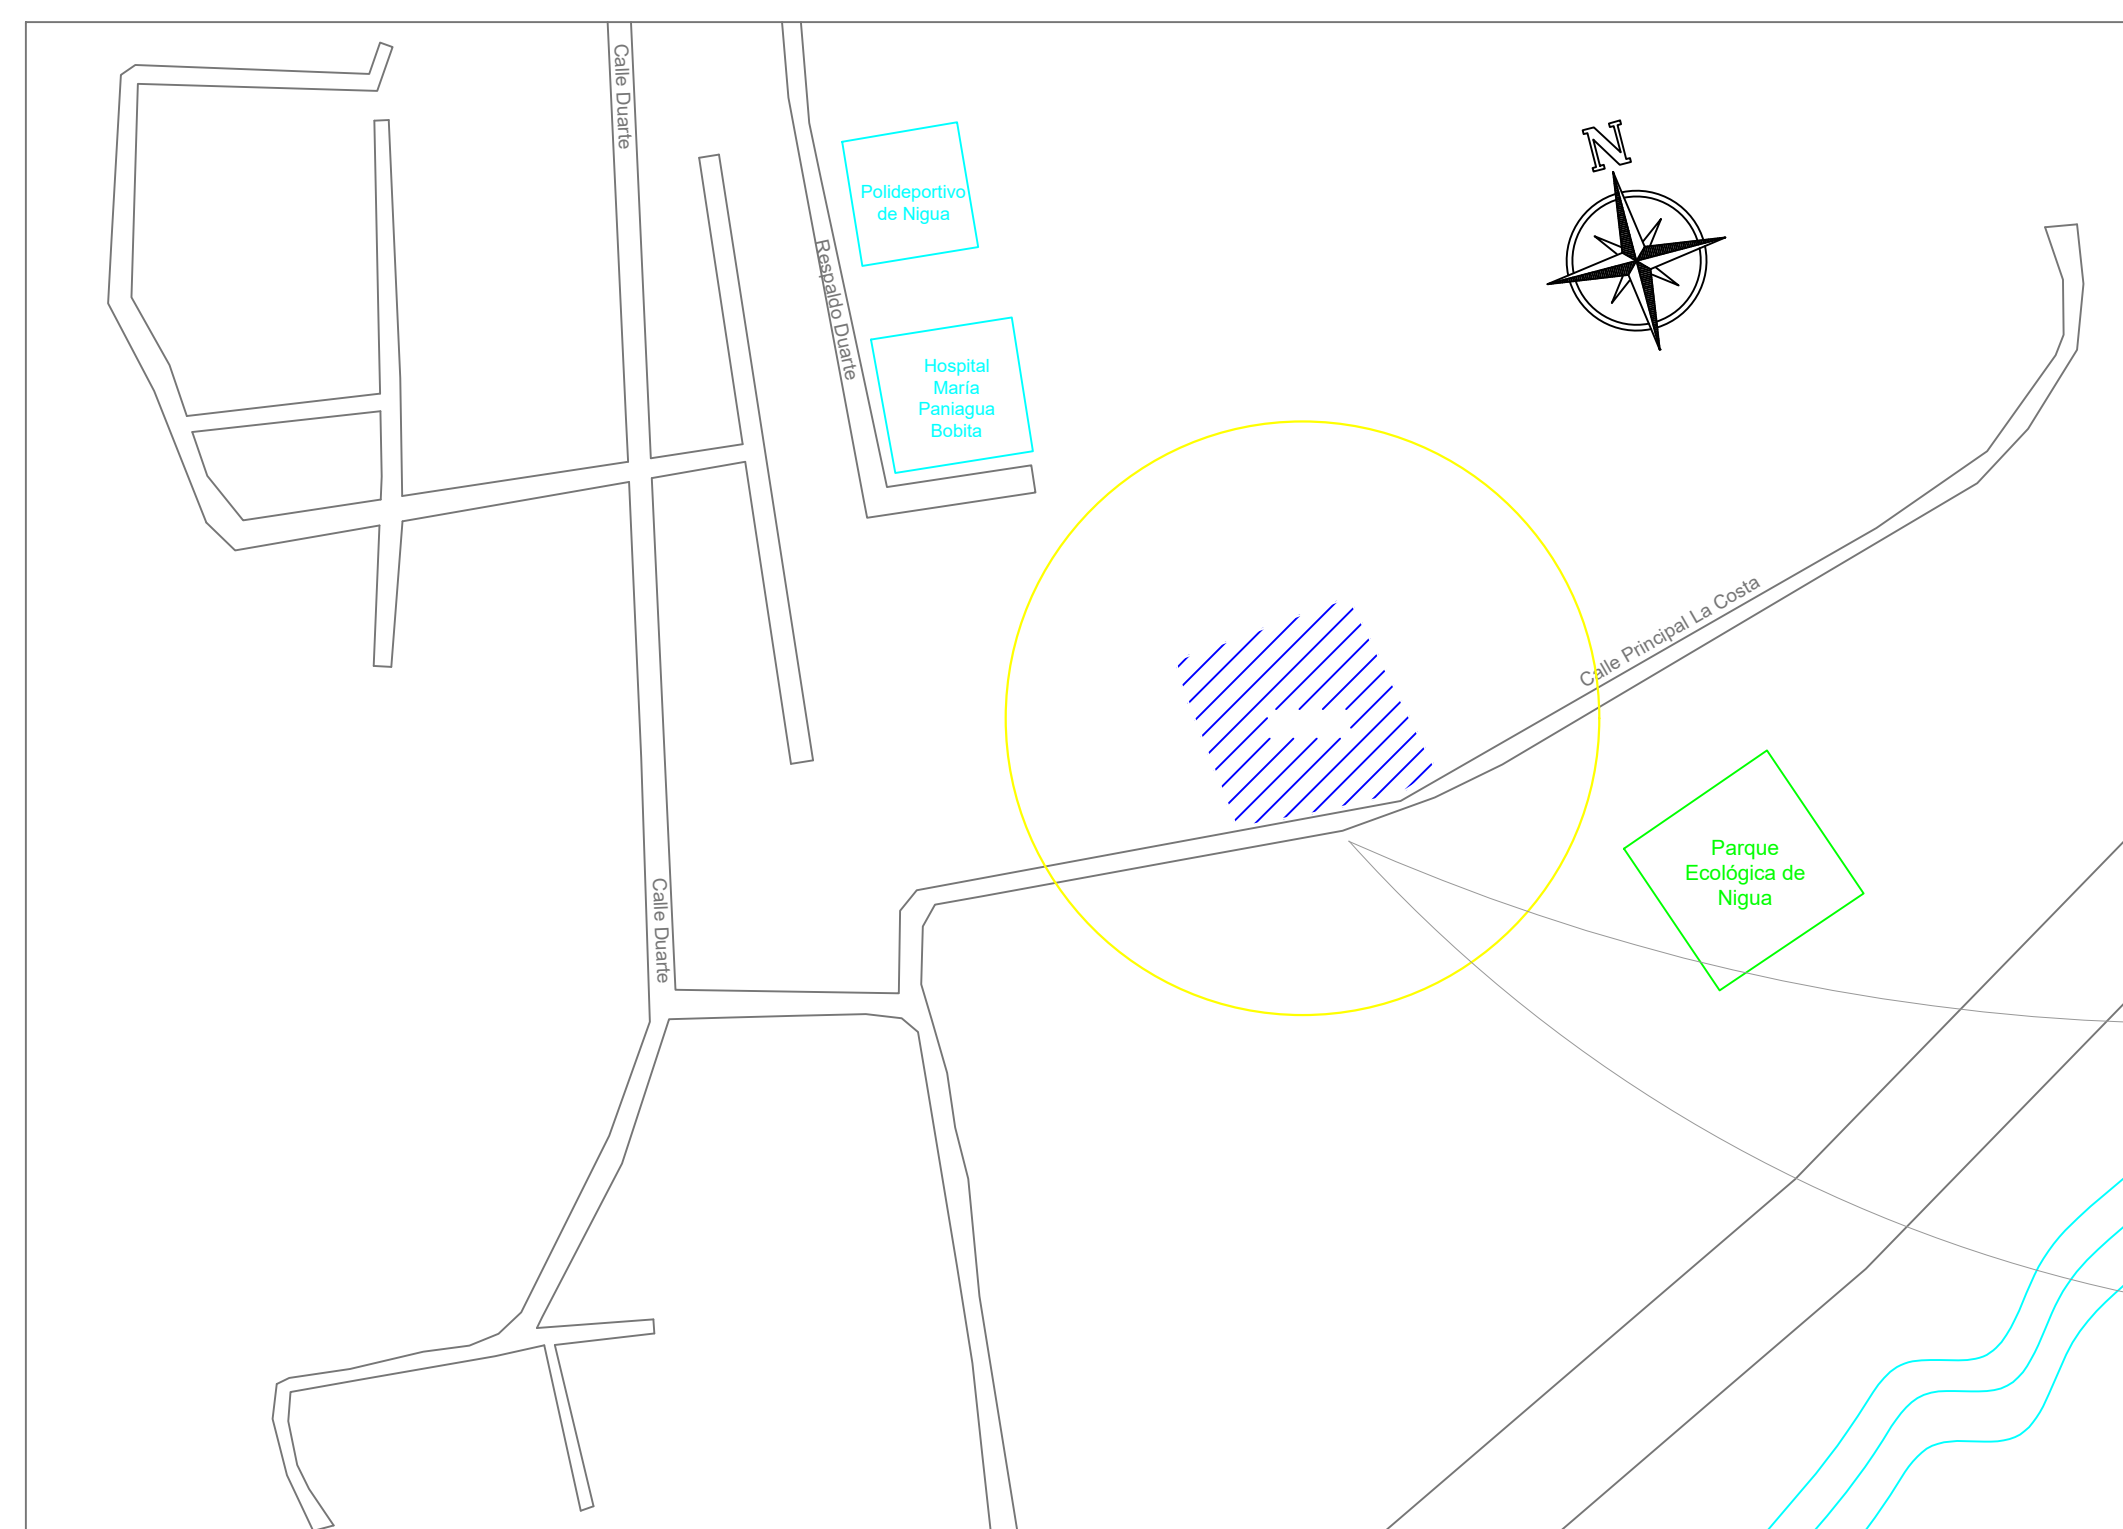 Calle Duarte
N
Polideportivo
de Nigua
Respaldo Duarte
Hospital
María
Paniagua
Bobita
Calle Principal La Costa
Parque
Ecológica de
Nigua
Calle Duarte